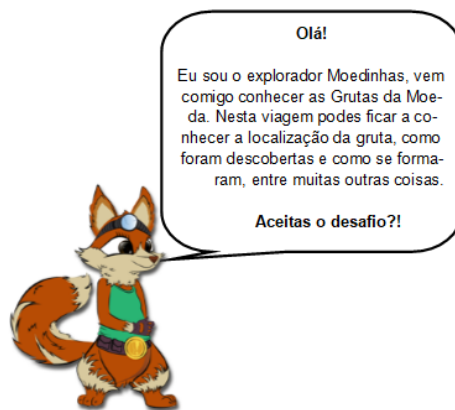 Olá!
Eu sou o explorador Moedinhas, vem
comigo conhecer as Grutas da Moe-
da. Nesta viagem podes ficar a co-
nhecer a localização da gruta, como
foram descobertas e como se forma-
ram, entre muitas outras coisas.
Aceitas o desafio?!